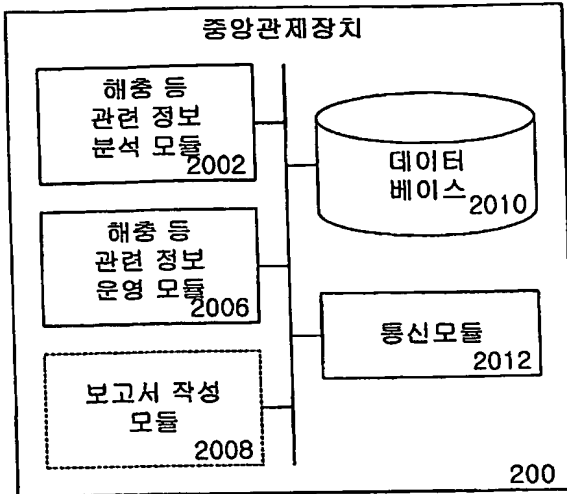 중앙관제장치
해충 등
관련 정보
분석 모듈
2002
데이터
베이스
2010
해충 등
관련 정보
운영 모듈
2006
통신모듈
2012
보고서 작성
모듈
2008
200